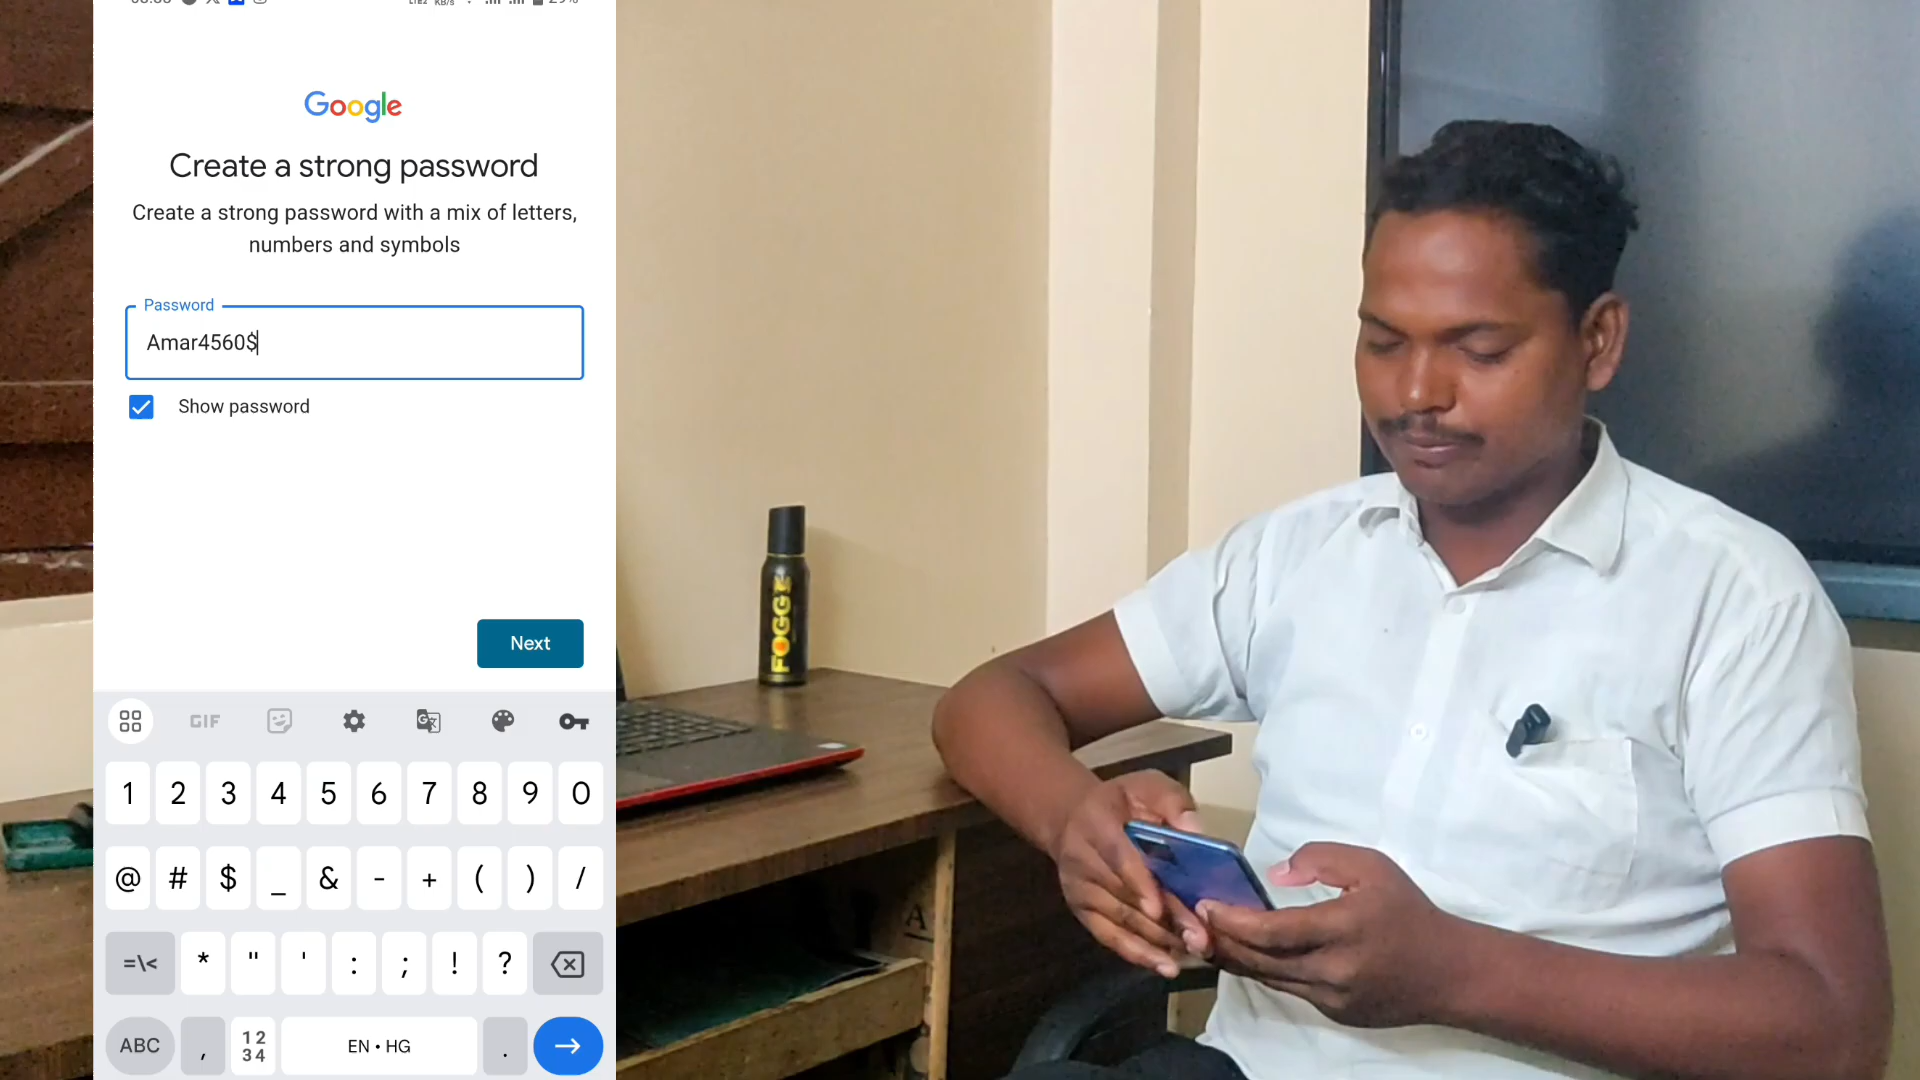 Google
Create a strong password
Create a strong password with a mix of letters,
numbers and symbols
Password
Amar4560$
Show password
Next
GIF
1 2 3 4 5 6 7 8 9 0
@ # $ _ & - + ( ) /
=\< * " ' : ; ! ?
ABC , 12 34 EN • HG .
FOGG
A